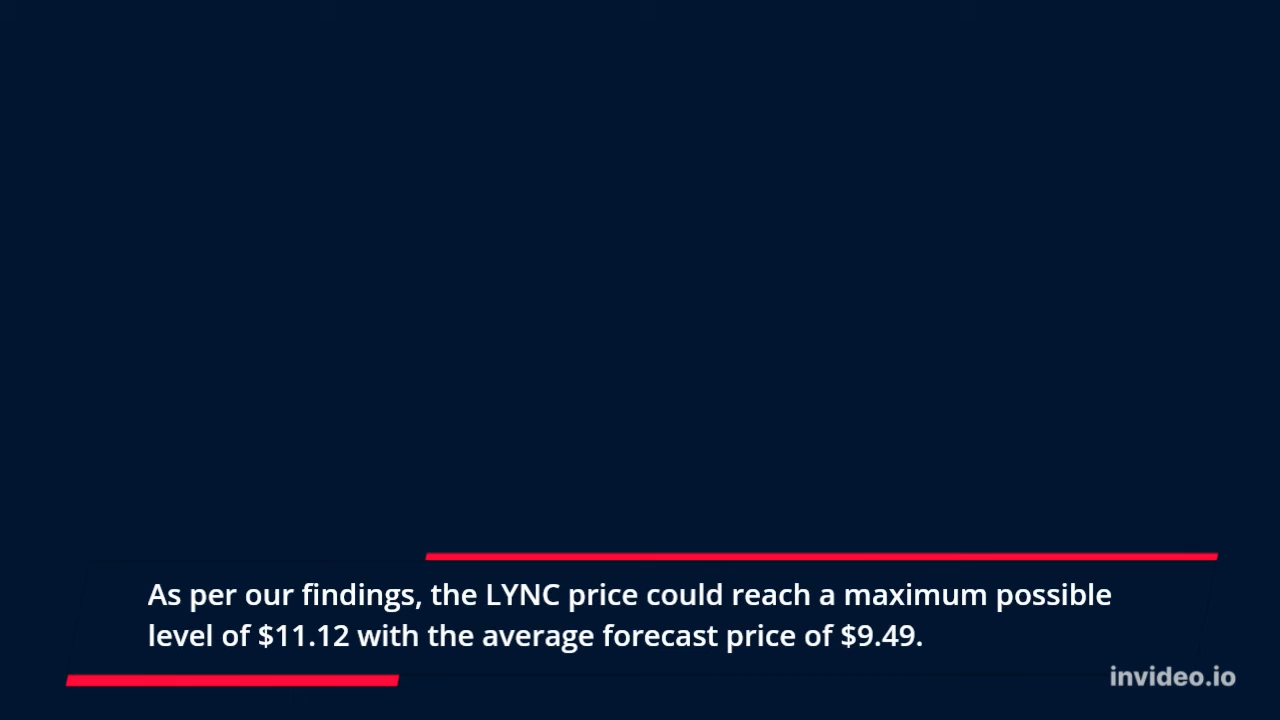 As per our findings, the LYNC price could reach a maximum possible
level of $11.12 with the average forecast price of $9.49.
invideo.io